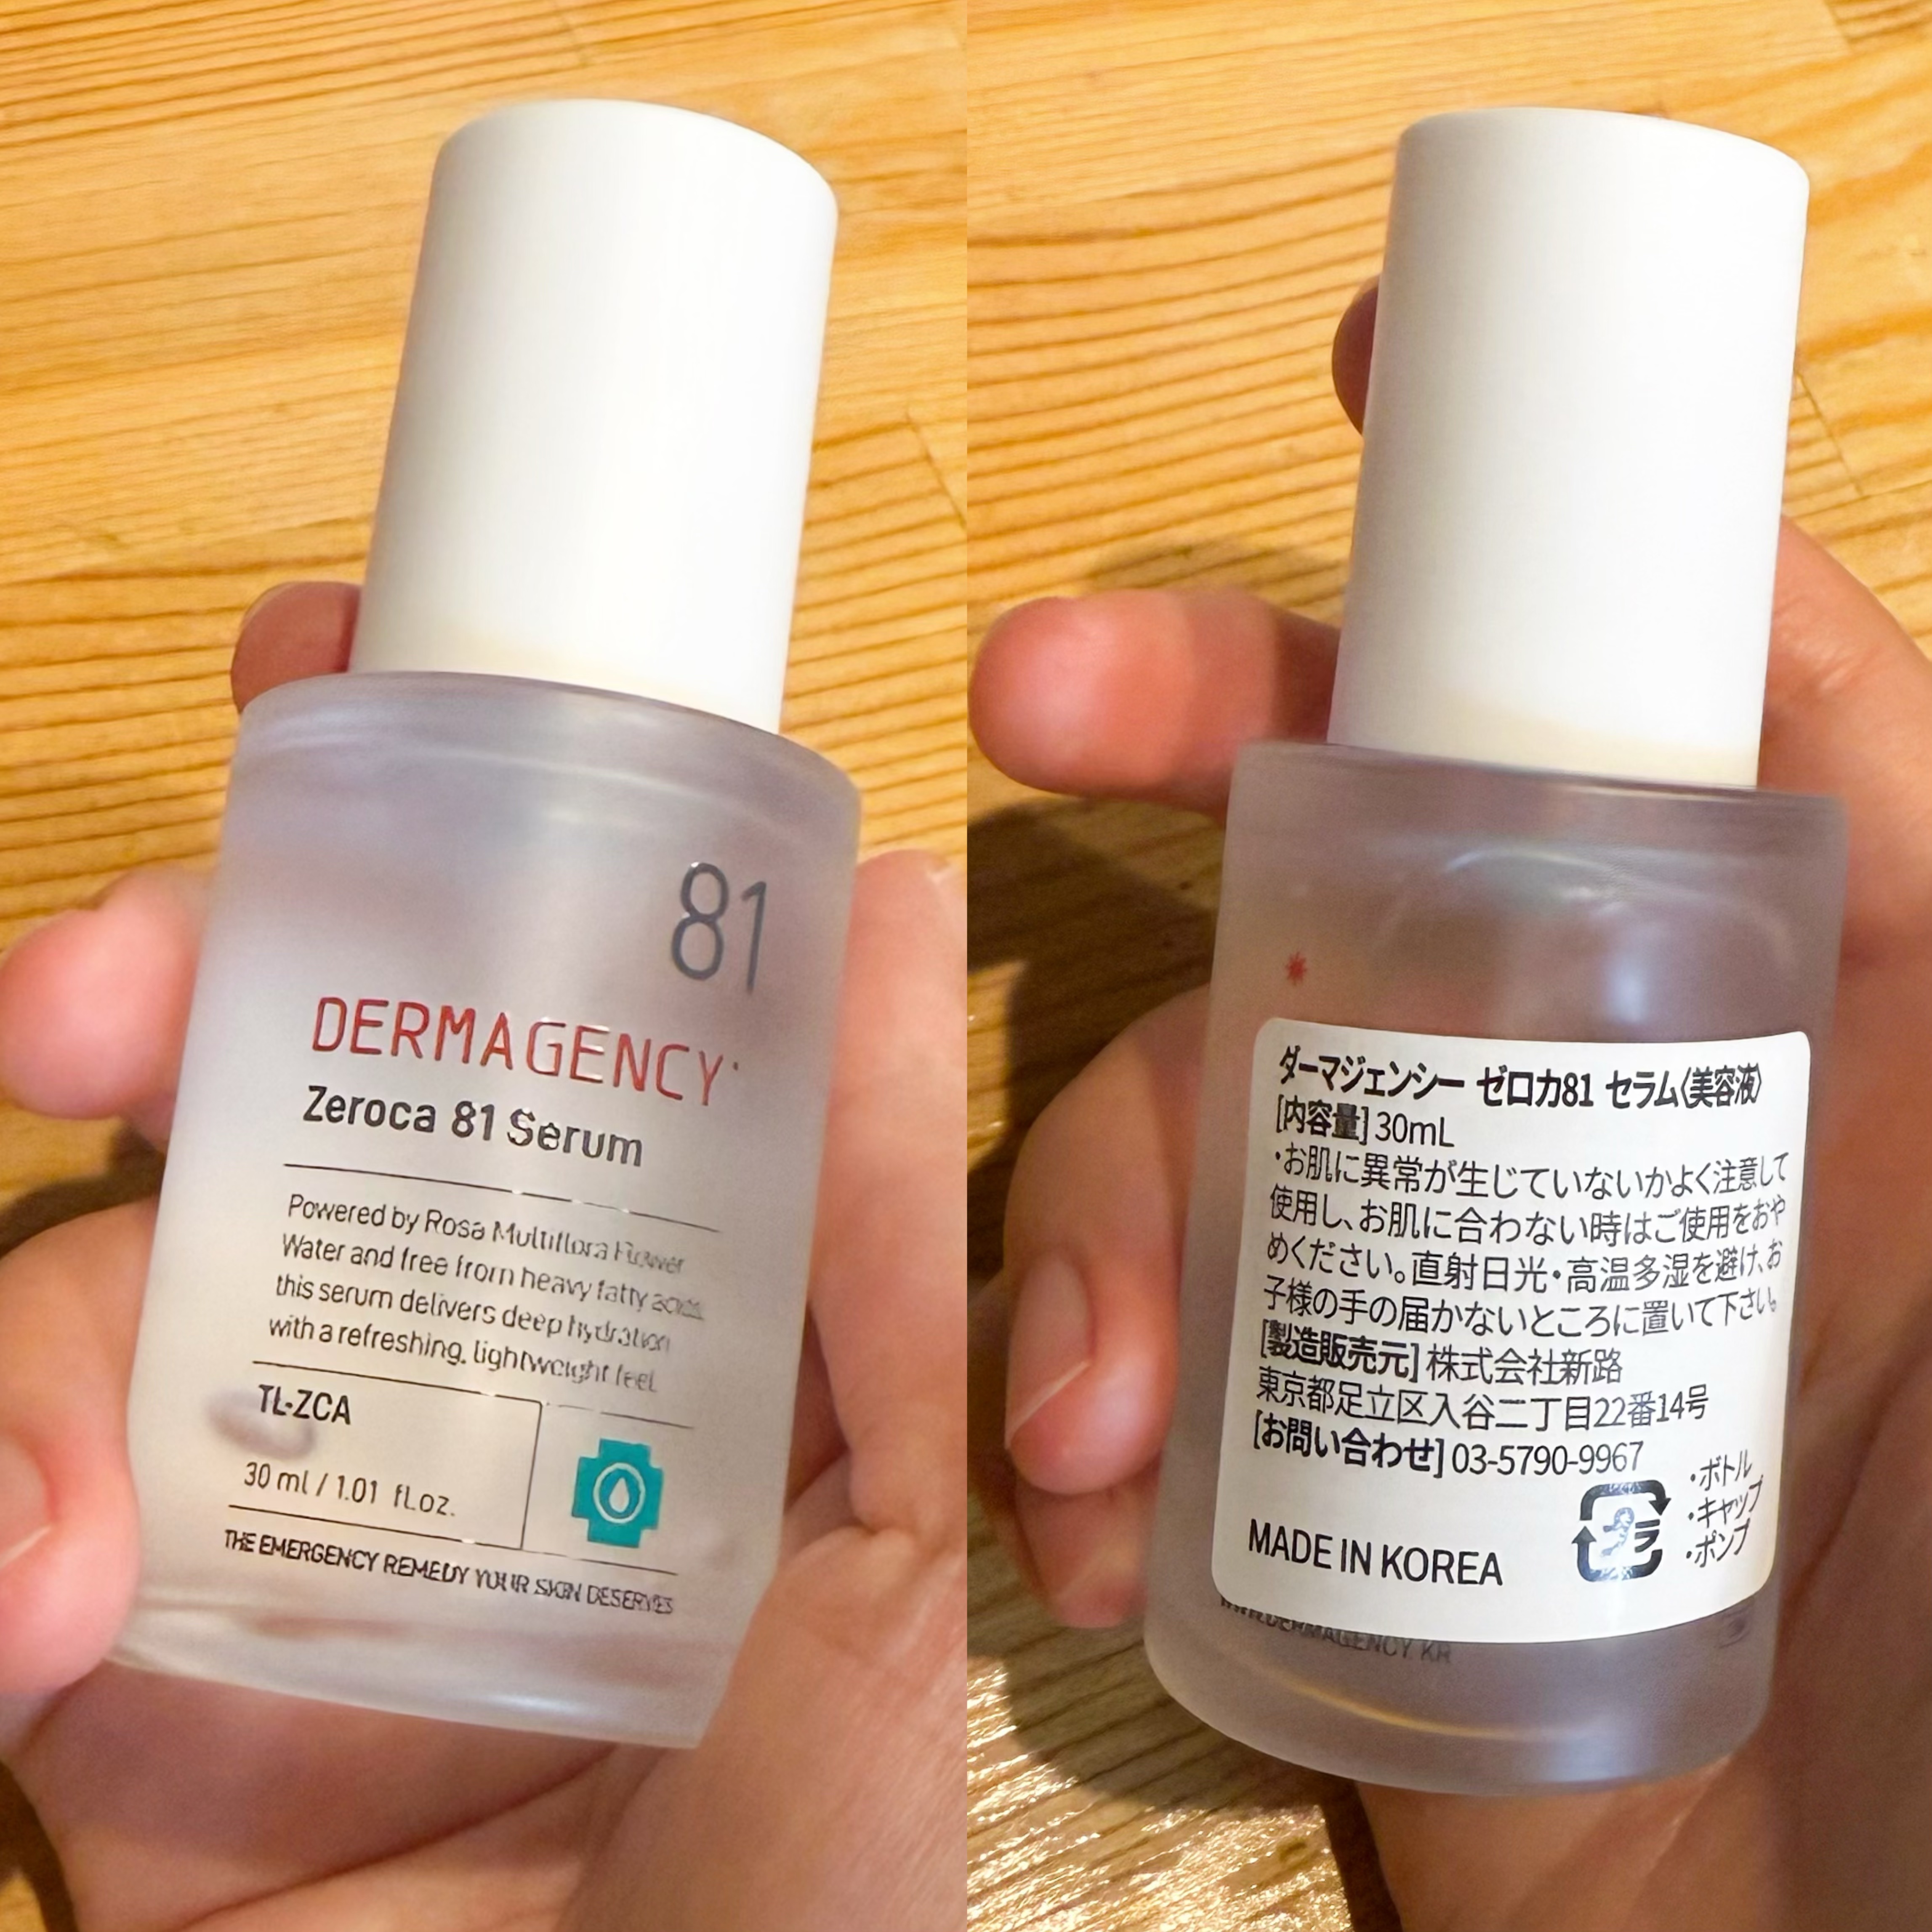 81
DERMAGENCY
Zeroca 81 Serum
Powered by Rosa Multiflora Flower
Water and free from heavy fatty acids,
this serum delivers deep hydration
with a refreshing, lightweight feel.
TL-ZCA
30 ml / 1.01 fl.oz.
THE EMERGENCY REMEDY YOUR SKIN DESERVES
ダーマジェンシー ゼロカ81 セラム〈美容液〉
[内容量] 30mL
・お肌に異常が生じていないかよく注意して
使用し、お肌に合わない時はご使用をおや
めください。直射日光・高温多湿を避け、お
子様の手の届かないところに置いて下さい。
[製造販売元] 株式会社新路
東京都足立区入谷二丁目22番14号
[お問い合わせ] 03-5790-9967
・ボトル
・キャップ
・ポンプ
プラ
MADE IN KOREA
WWW.DERMAGENCY.KR